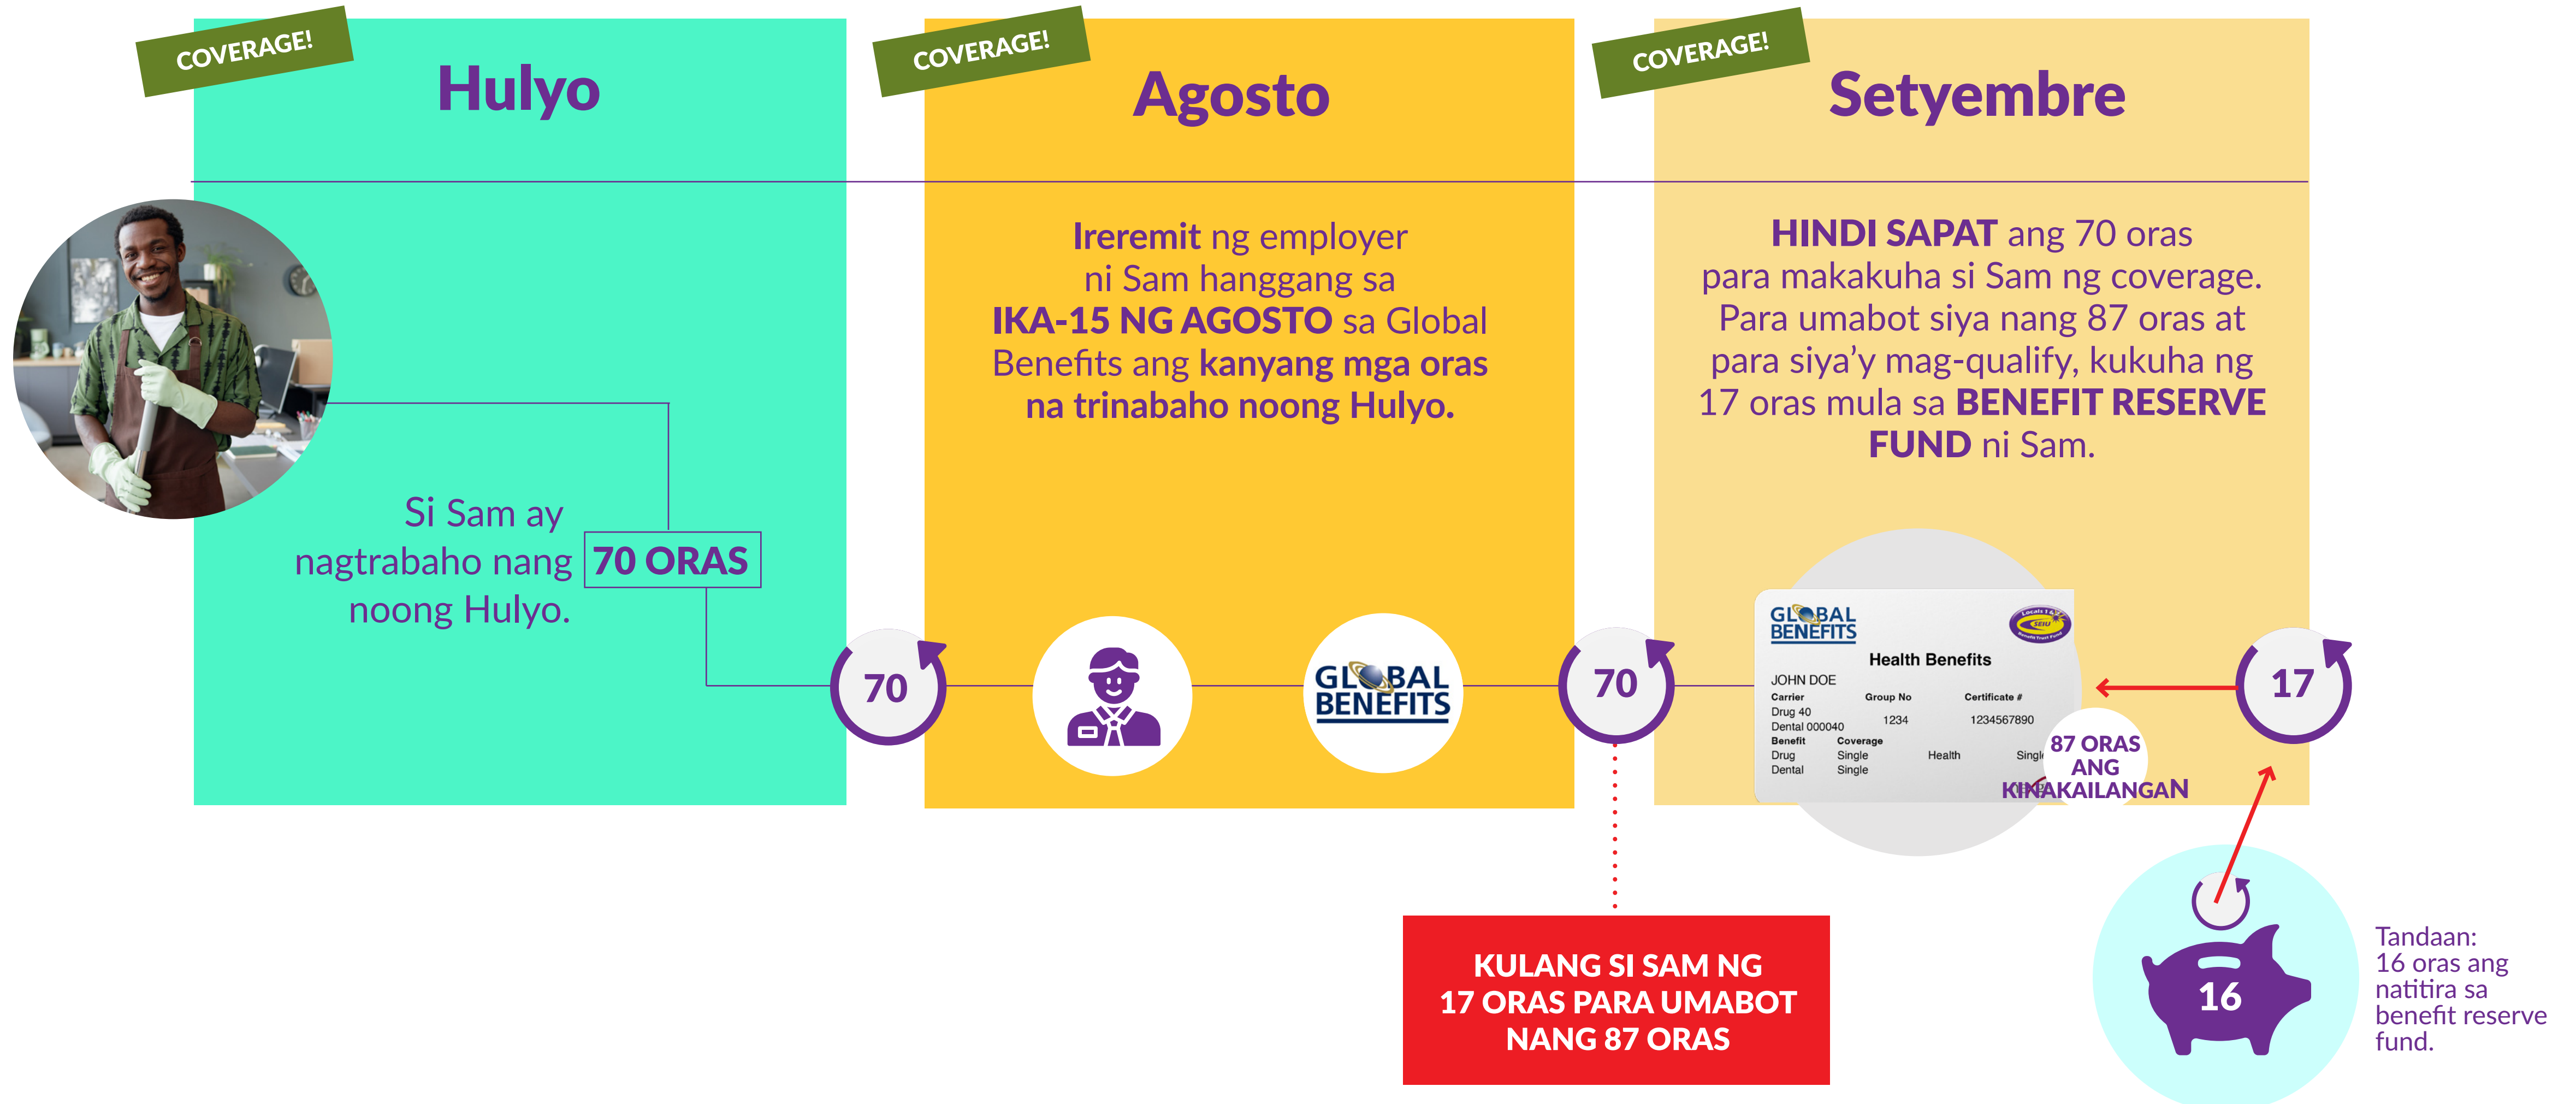 COVERAGE!
Hulyo
Si Sam ay
nagtrabaho nang 70 ORAS
noong Hulyo.
70
COVERAGE!
Agosto
Ireremit ng employer
ni Sam hanggang sa
IKA-15 NG AGOSTO sa Global
Benefits ang kanyang mga oras
na trinabaho noong Hulyo.
GLOBAL
BENEFITS
70
COVERAGE!
Setyembre
HINDI SAPAT ang 70 oras
para makakuha si Sam ng coverage.
Para umabot siya nang 87 oras at
para siya'y mag-qualify, kukuha ng
17 oras mula sa BENEFIT RESERVE
FUND ni Sam.
GLOBAL
BENEFITS
Locals 1 &
SEIU
Benefit Trust Fund
Health Benefits
JOHN DOE
Carrier Group No Certificate #
Drug 40
Dental 000040 1234 1234567890
Benefit Coverage
Drug Single Health
Dental Single
87 ORAS
ANG
KINAKAILANGAN
17
KULANG SI SAM NG
17 ORAS PARA UMABOT
NANG 87 ORAS
16
Tandaan:
16 oras ang
natitira sa
benefit reserve
fund.